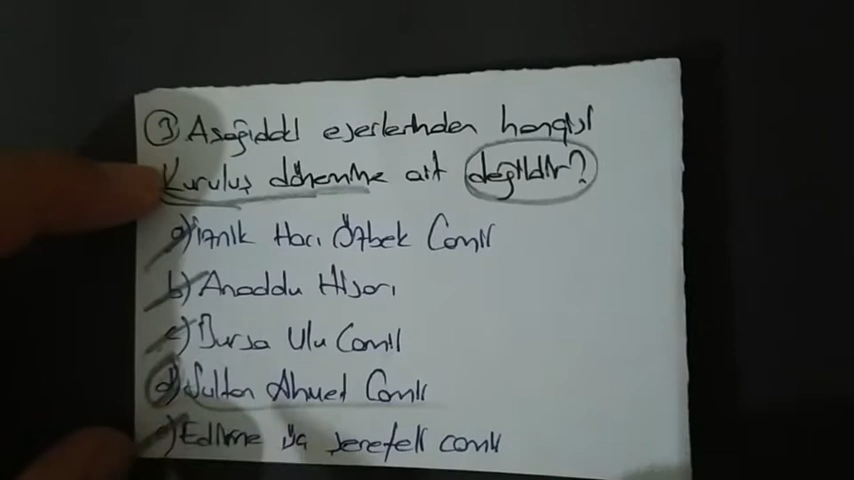 ③ Aşağıdaki eserlerinden hangisi
Kuruluş dönemine ait değildir?
a) İznik Hacı Özbek Camii
b) Anadolu Hisarı
c) Bursa Ulu Camii
d) Sultan Ahmet Camii
e) Edirne üç şerefeli camii